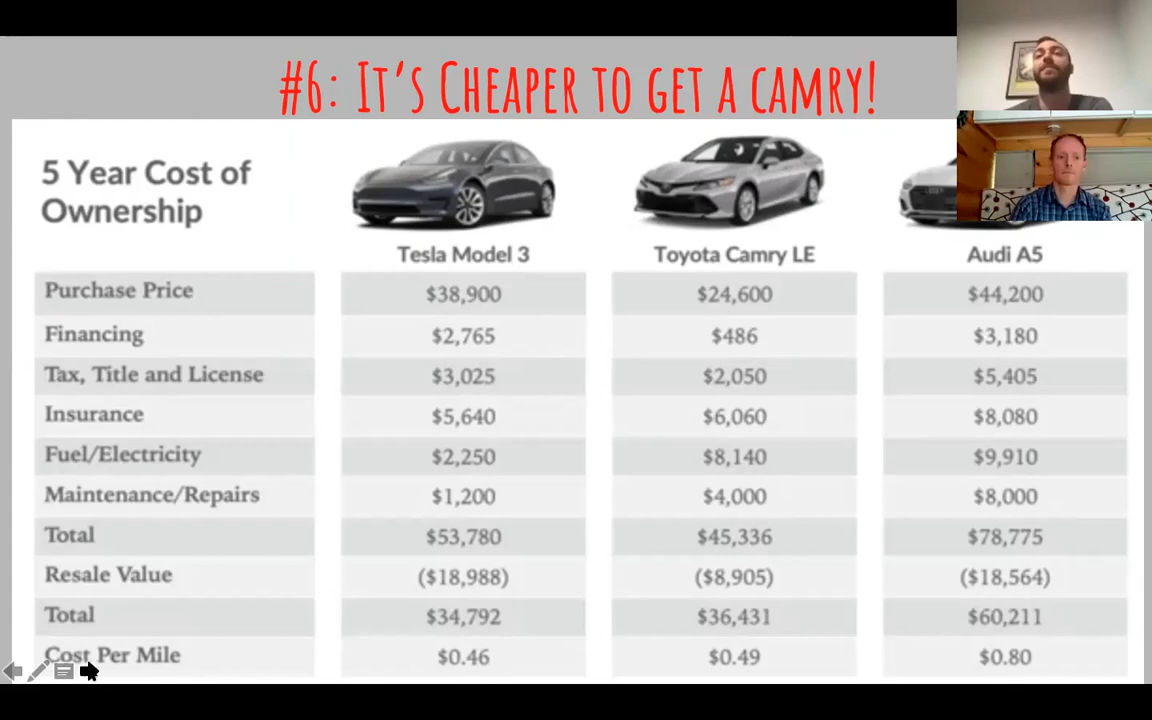 #6: It's Cheaper to get a camry!
5 Year Cost of
Ownership
Tesla Model 3 Toyota Camry LE Audi A5
Purchase Price $38,900 $24,600 $44,200
Financing $2,765 $486 $3,180
Tax, Title and License $3,025 $2,050 $5,405
Insurance $5,640 $6,060 $8,080
Fuel/Electricity $2,250 $8,140 $9,910
Maintenance/Repairs $1,200 $4,000 $8,000
Total $53,780 $45,336 $78,775
Resale Value ($18,988) ($8,905) ($18,564)
Total $34,792 $36,431 $60,211
Cost Per Mile $0.46 $0.49 $0.80